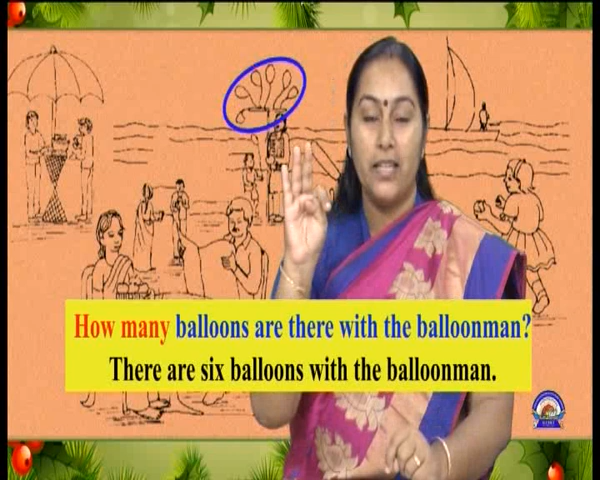 How many balloons are there with the balloonman?
There are six balloons with the balloonman.